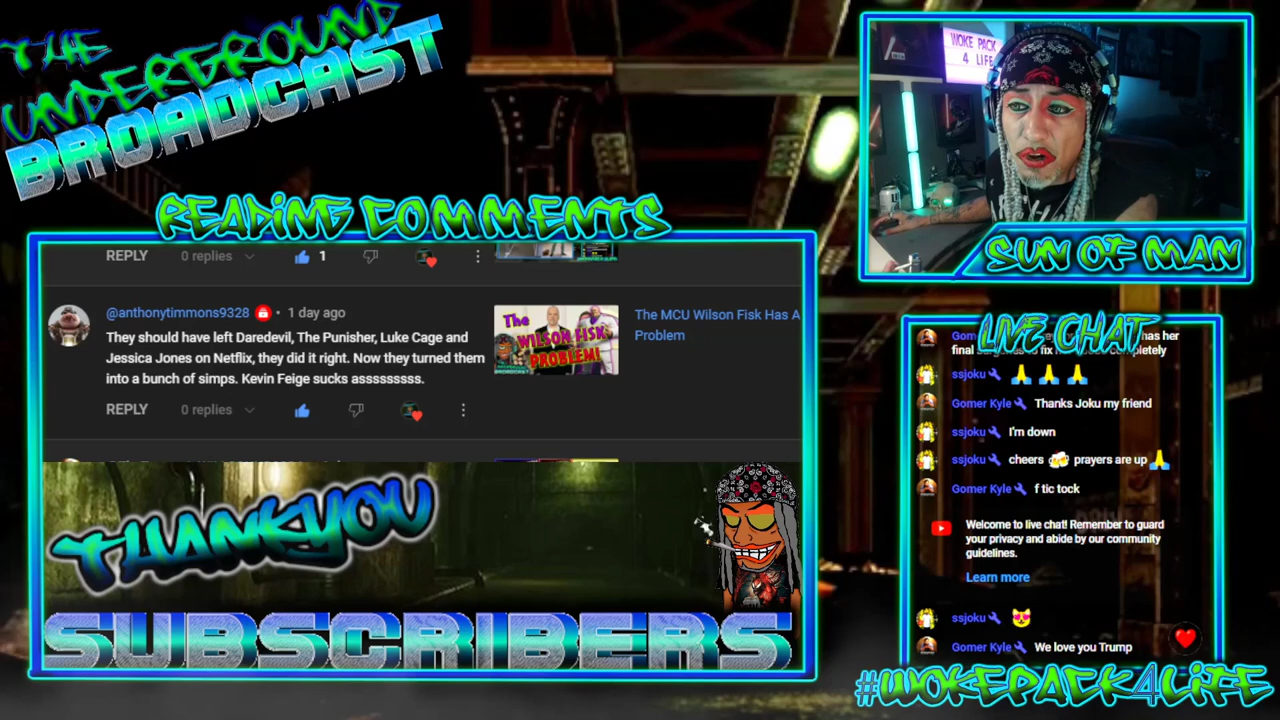 THE
UNDERGROUND
BROADCAST
WOKE PACK
4 LIFE
SUN OF MAN
READING COMMENTS
REPLY 0 replies 1
@anthonytimmons9328 • 1 day ago
They should have left Daredevil, The Punisher, Luke Cage and
Jessica Jones on Netflix, they did it right. Now they turned them
into a bunch of simps. Kevin Feige sucks asssssssss.
REPLY 0 replies
The
WILSON FISK
PROBLEM!
The MCU Wilson Fisk Has A
Problem
THANKYOU
SUBSCRIBERS
LIVE CHAT
Gom has her
final fix completely
ssjoku 🙏 🙏 🙏
Gomer Kyle Thanks Joku my friend
ssjoku I'm down
ssjoku cheers 🍻 prayers are up 🙏
Gomer Kyle f tic tock
Welcome to live chat! Remember to guard
your privacy and abide by our community
guidelines.
Learn more
ssjoku 😻
Gomer Kyle We love you Trump
#WOKEPACK4LIFE